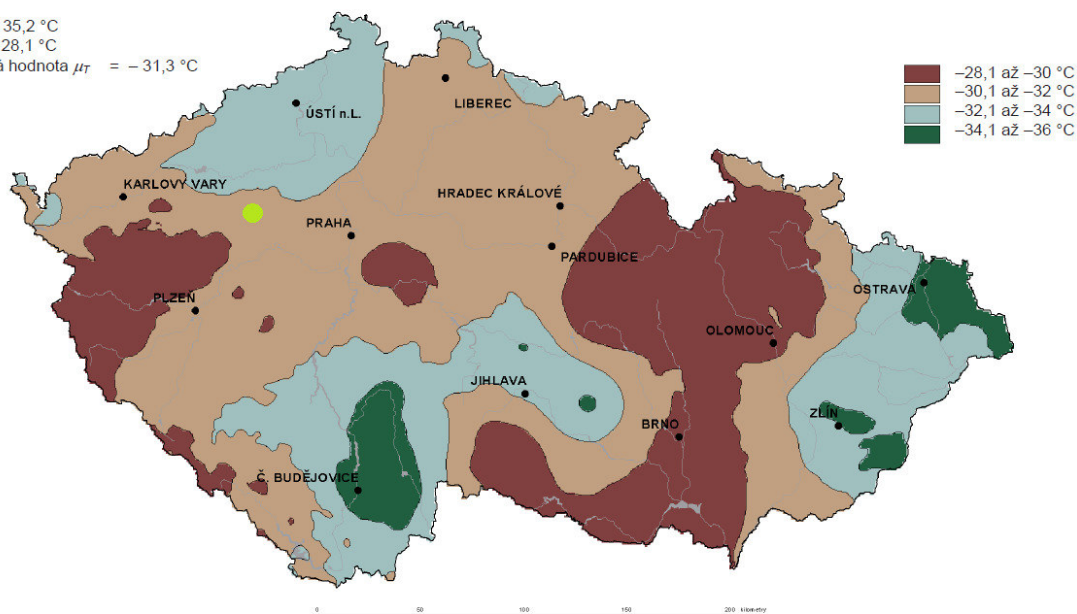 35,2 °C
28,1 °C
á hodnota μT = – 31,3 °C
–28,1 až –30 °C
–30,1 až –32 °C
–32,1 až –34 °C
–34,1 až –36 °C
LIBEREC
ÚSTÍ n.L.
KARLOVY VARY
HRADEC KRÁLOVÉ
PRAHA
PARDUBICE
OSTRAVA
PLZEŇ
OLOMOUC
JIHLAVA
ZLÍN
BRNO
Č. BUDĚJOVICE
0 50 100 150 200 kilometry